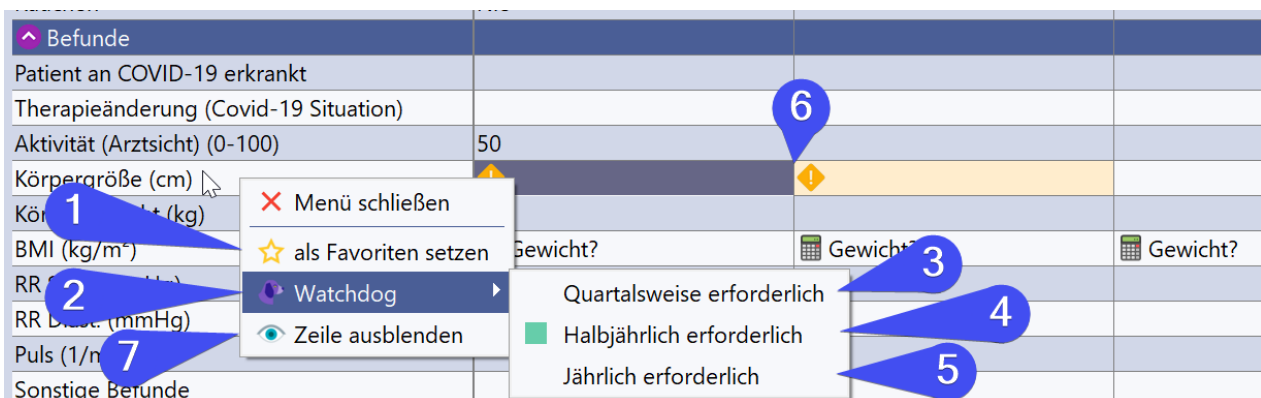 Befunde
Patient an COVID-19 erkrankt
Therapieänderung (Covid-19 Situation)
6
Aktivität (Arztsicht) (0-100) 50
Körpergröße (cm)
1
(kg)
Menü schließen
BMI (kg/m²)
als Favoriten setzen
Gewicht?
Gewicht?
Gewicht?
RR
2
Watchdog
Quartalsweise erforderlich
3
RR Diast. (mmHg)
Zeile ausblenden
Halbjährlich erforderlich
4
7
Jährlich erforderlich
5
Sonstige Befunde